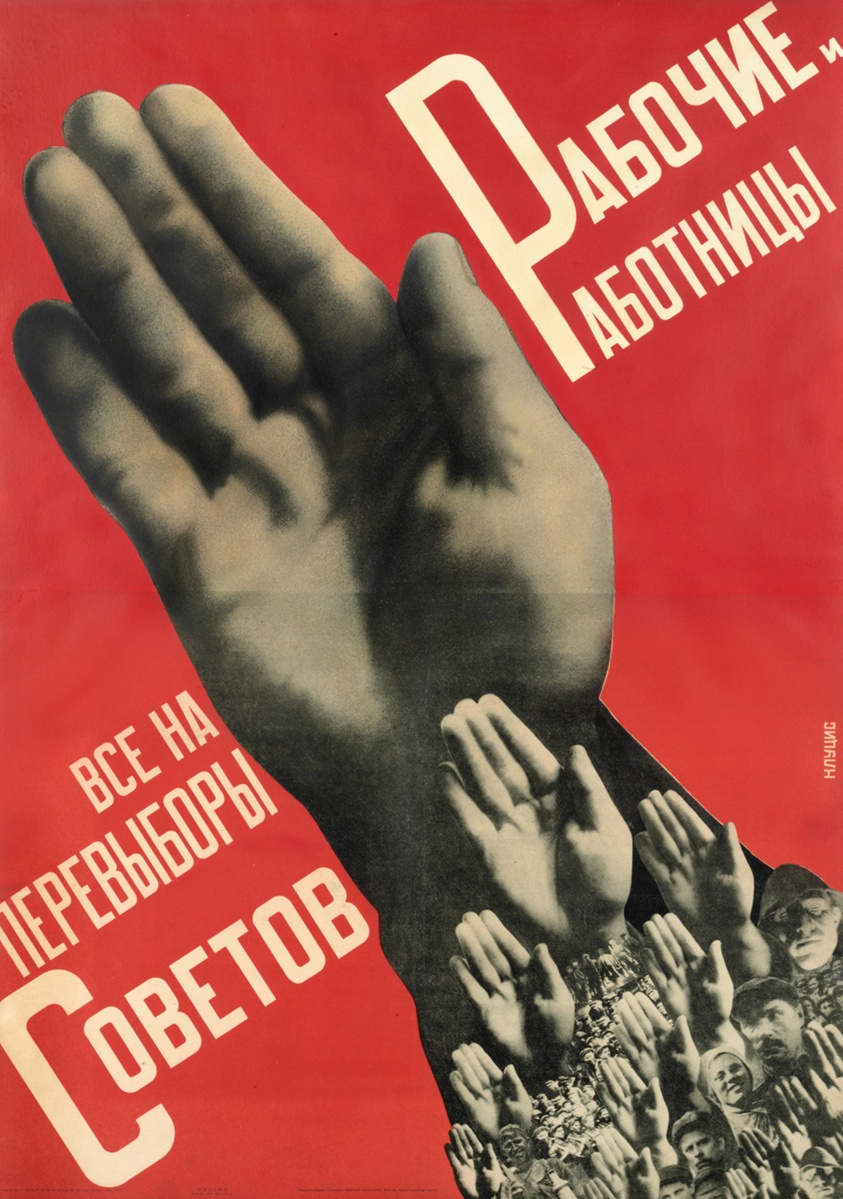 РАБОЧИЕ И
РАБОТНИЦЫ
ВСЕ НА
ПЕРЕВЫБОРЫ
СОВЕТОВ
КЛУЦИС